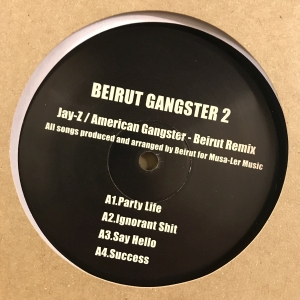 BEIRUT GANGSTER 2
Jay-Z / American Gangster - Beirut Remix
All songs produced and arranged by Beirut for Musa-Ler Music
A1.Party Life
A2.Ignorant Shit
A3.Say Hello
A4.Success